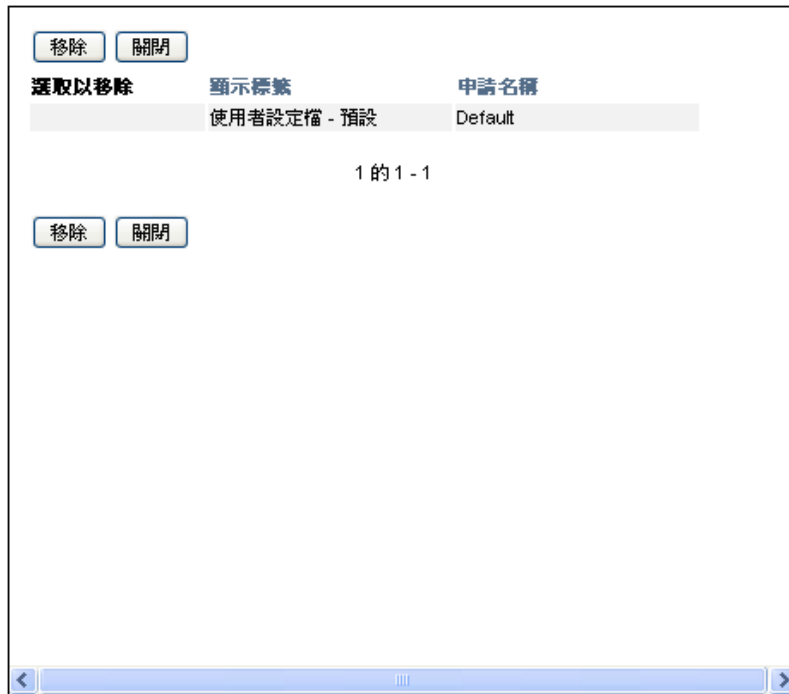 移除 關閉
選取以移除 顯示標籤 申請名稱
使用者設定檔 - 預設 Default
1 的 1 - 1
移除 關閉